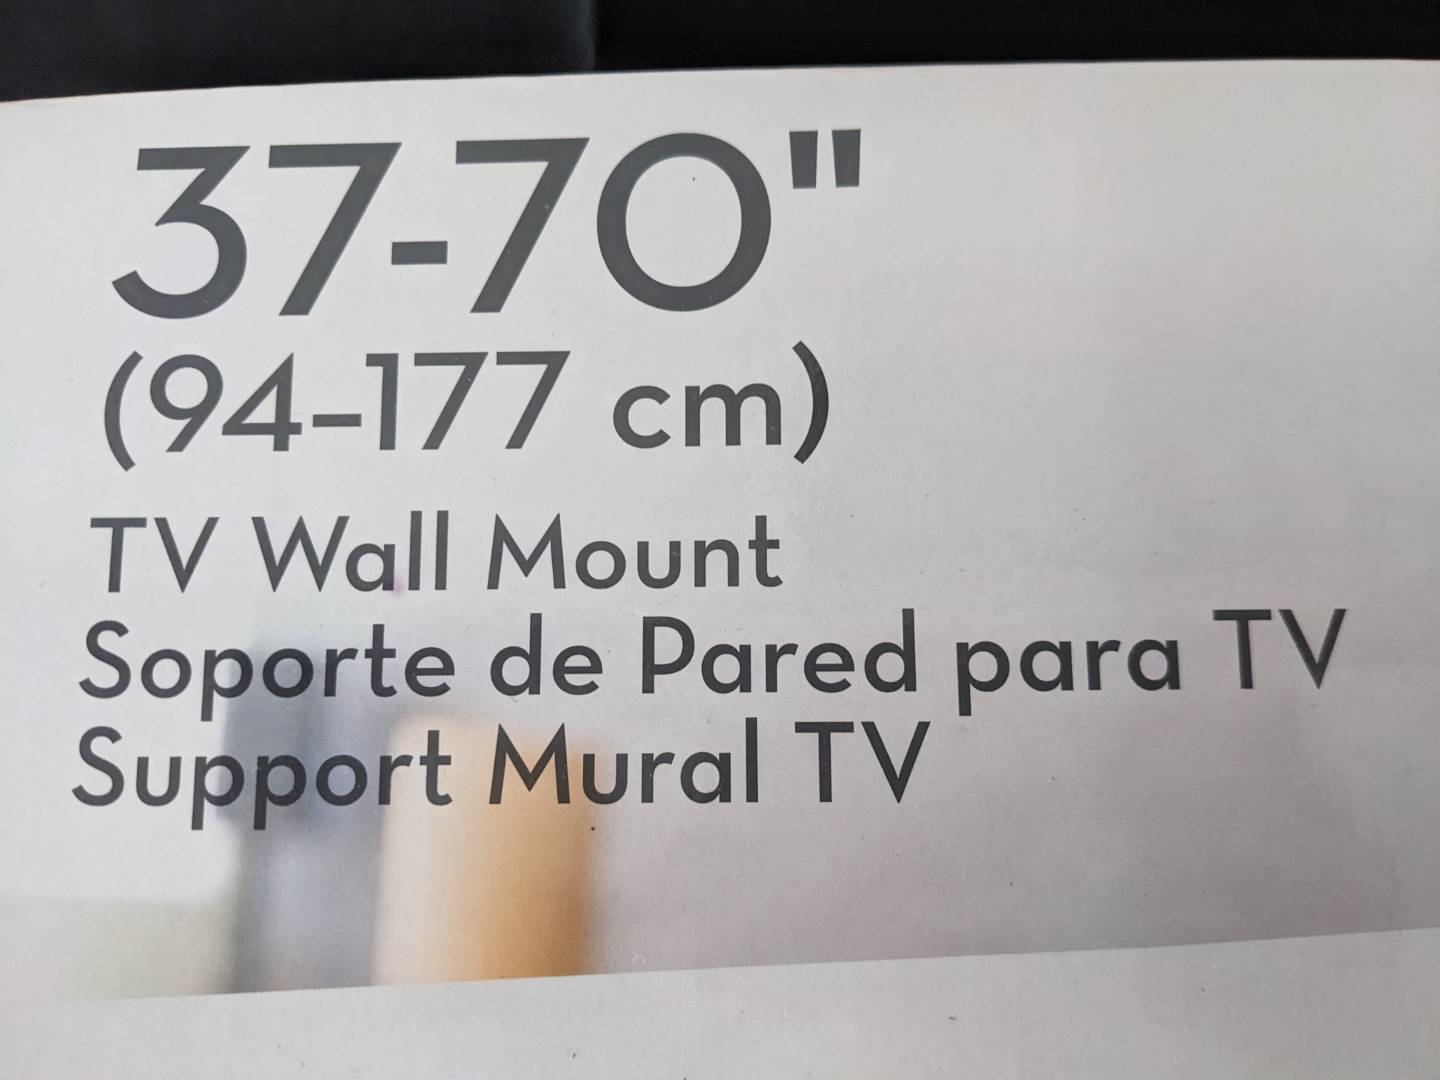 37-70"
(94–177 cm)
TV Wall Mount
Soporte de Pared para TV
Support Mural TV